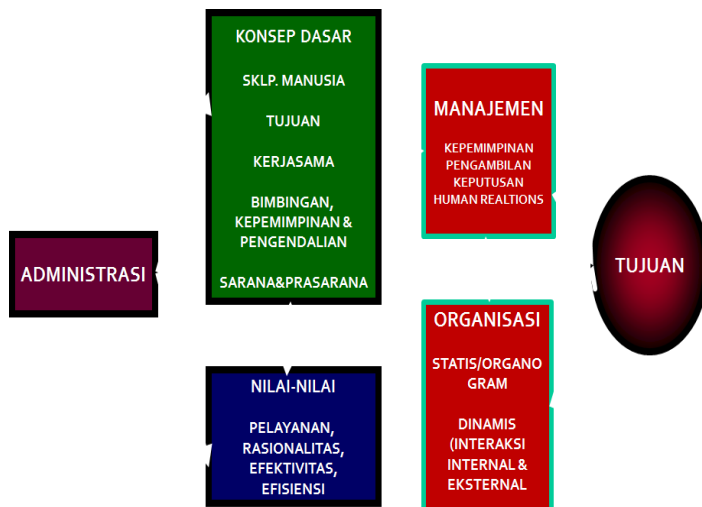 ADMINISTRASI
KONSEP DASAR
SKLP. MANUSIA
TUJUAN
KERJASAMA
BIMBINGAN,
KEPEMIMPINAN &
PENGENDALIAN
SARANA&PRASARANA
NILAI-NILAI
PELAYANAN,
RASIONALITAS,
EFEKTIVITAS,
EFISIENSI
MANAJEMEN
KEPEMIMPINAN
PENGAMBILAN
KEPUTUSAN
HUMAN REALTIONS
ORGANISASI
STATIS/ORGANO
GRAM
DINAMIS
(INTERAKSI
INTERNAL &
EKSTERNAL
TUJUAN